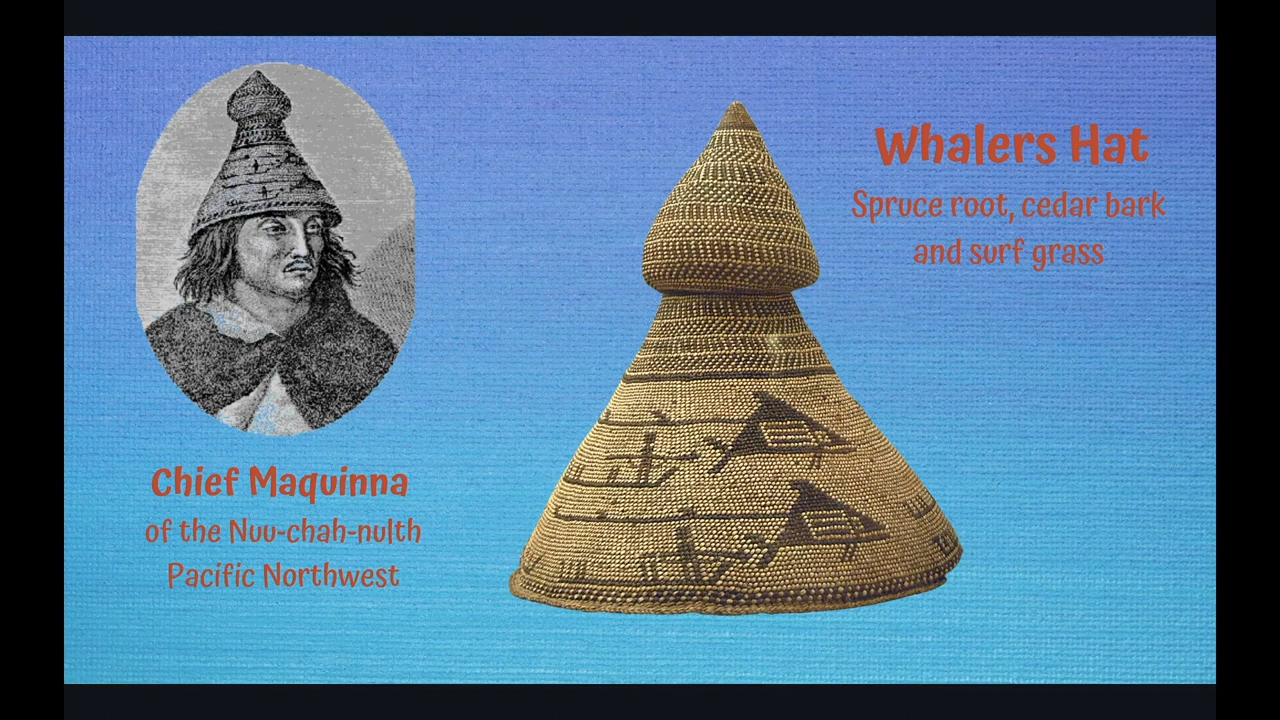 Chief Maquinna
of the Nuu-chah-nulth
Pacific Northwest
Whalers Hat
Spruce root, cedar bark
and surf grass